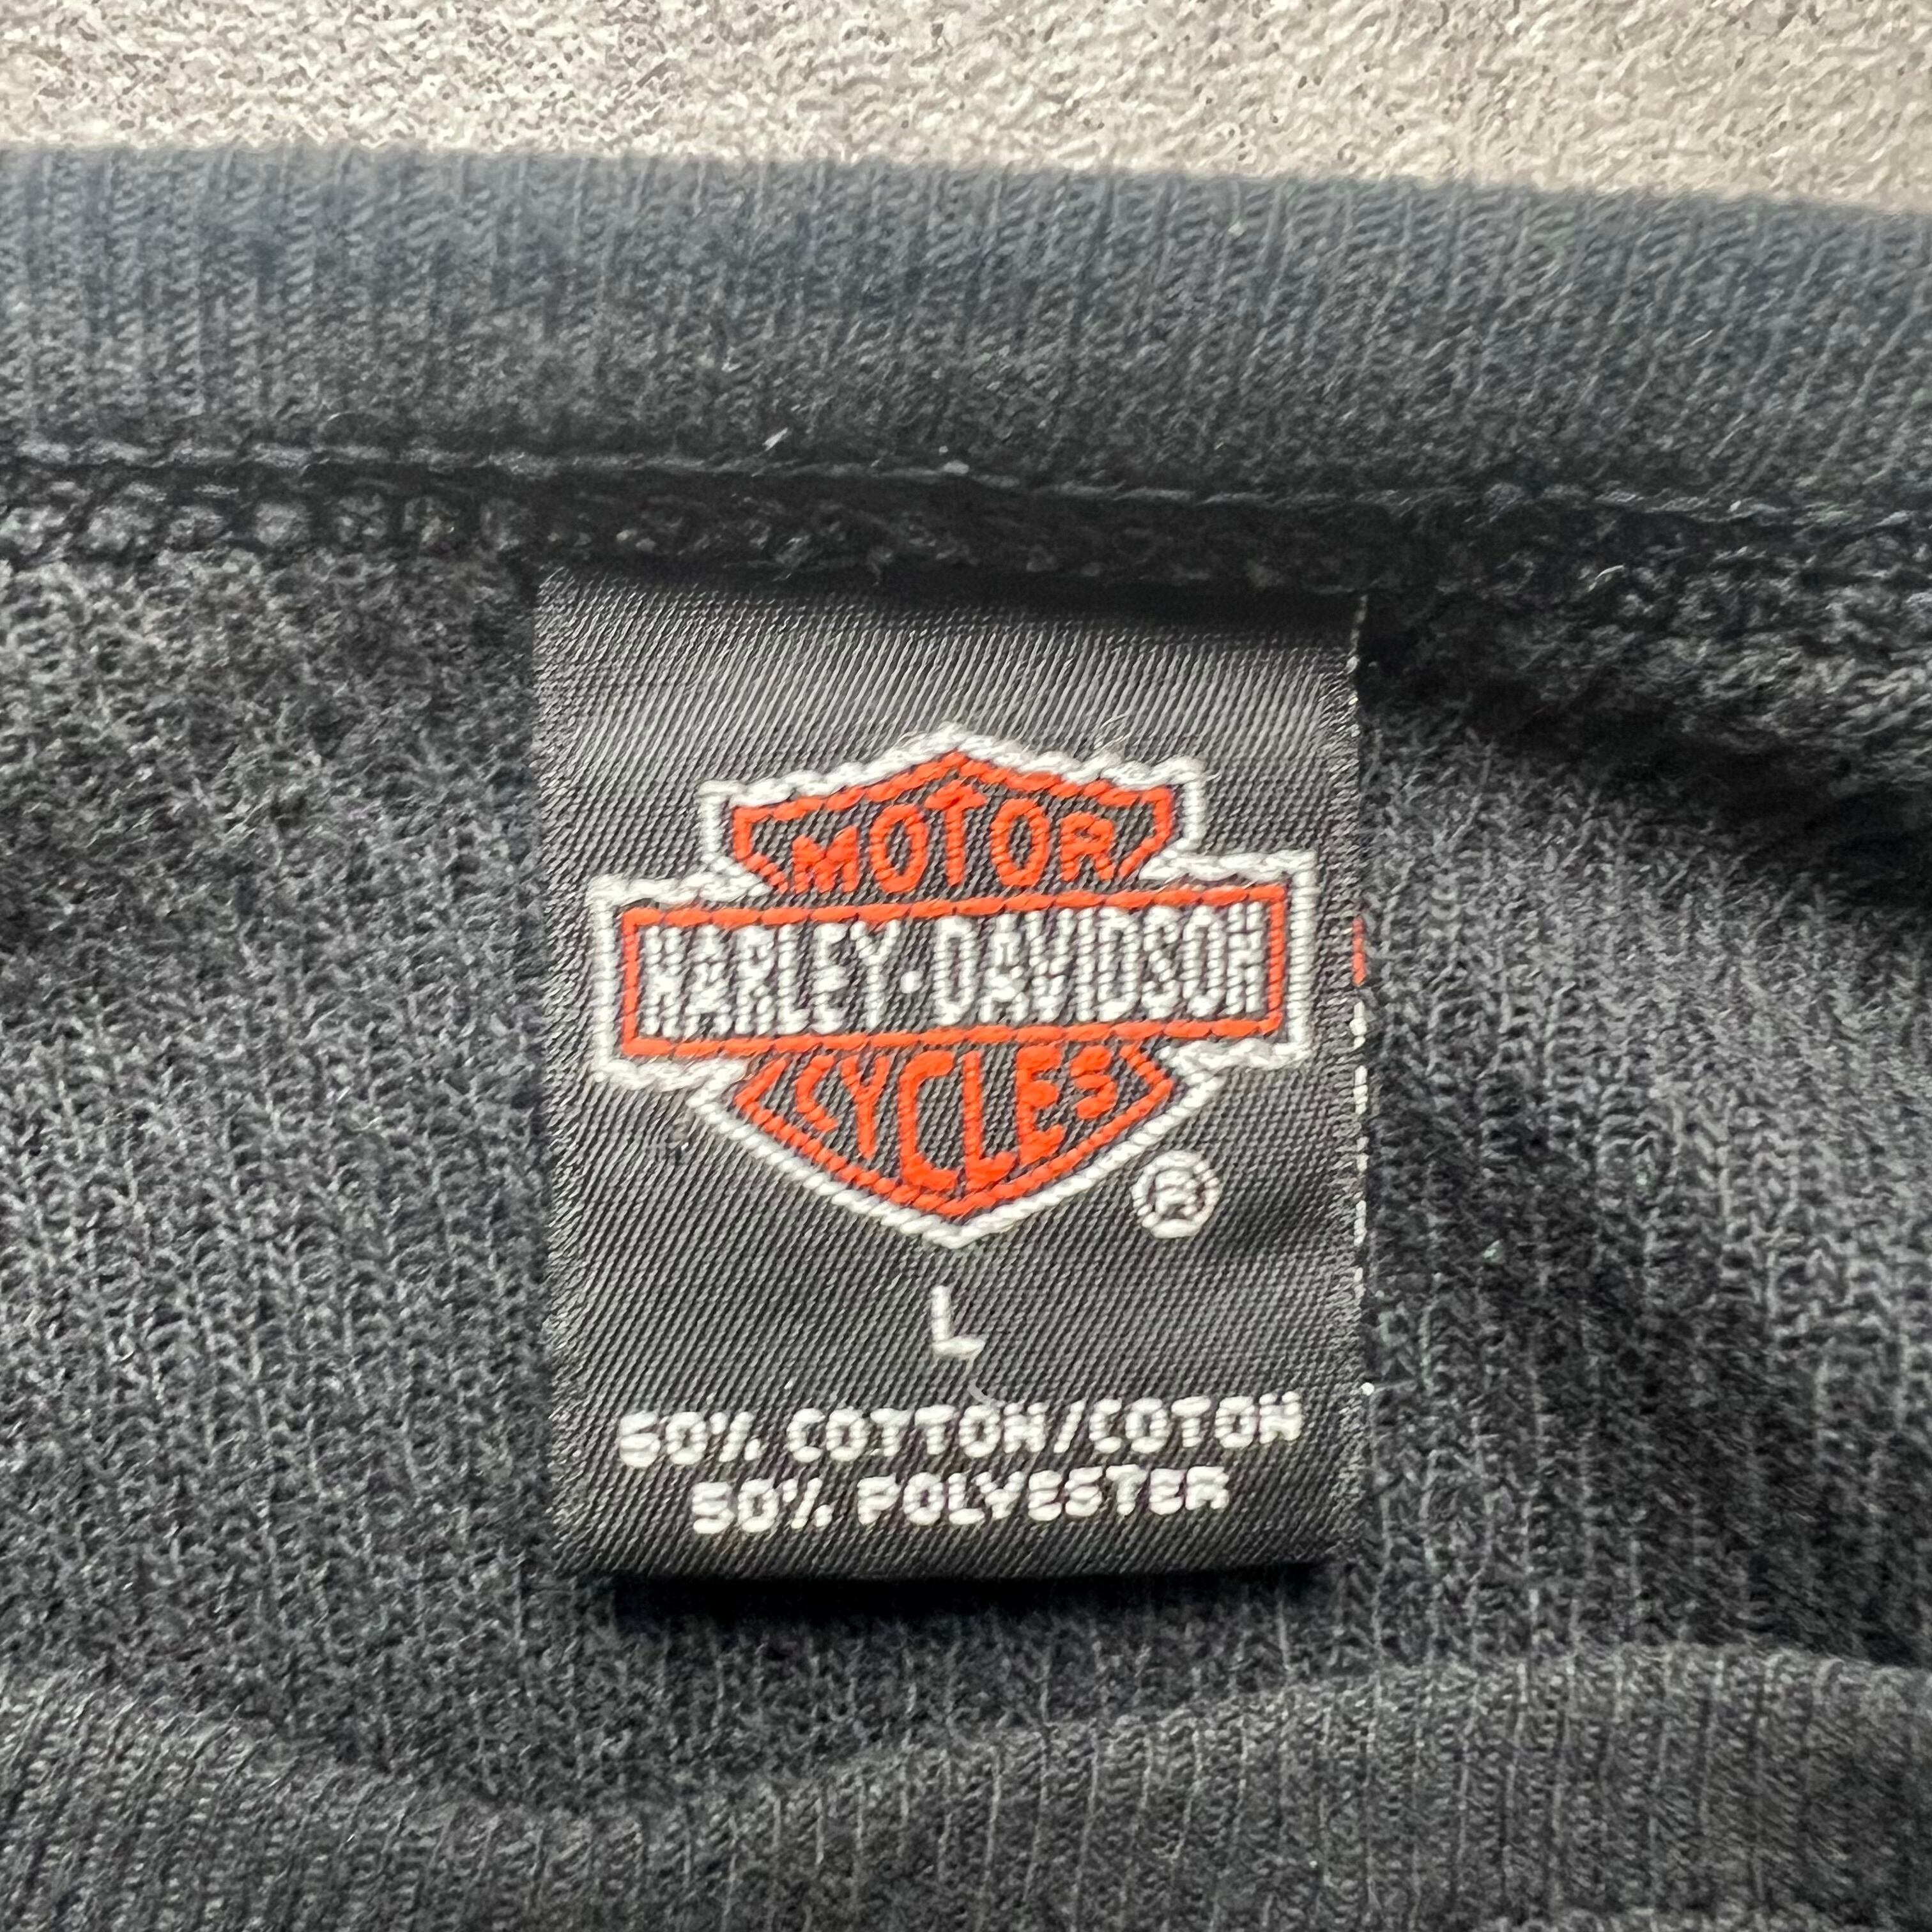 MOTOR
HARLEY-DAVIDSON
CYCLES
®
L
50% COTTON/COTON
50% POLYESTER